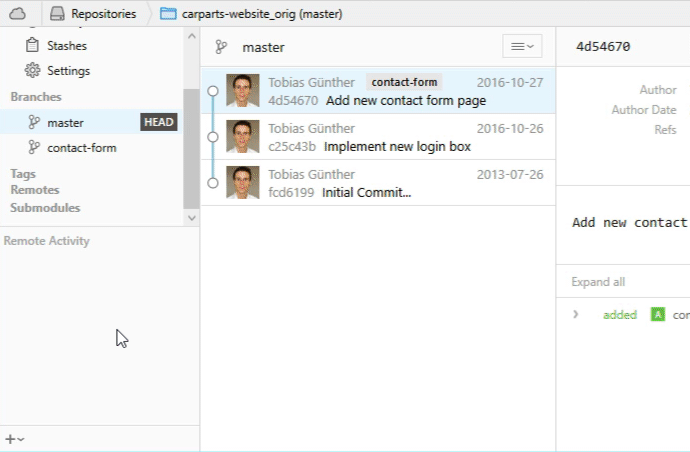 Repositories carparts-website_orig (master)
Stashes
Settings
Branches
master HEAD
contact-form
Tags
Remotes
Submodules
Remote Activity
master
Tobias Günther contact-form 2016-10-27
4d54670 Add new contact form page
Tobias Günther 2016-10-26
c25c43b Implement new login box
Tobias Günther 2013-07-26
fcd6199 Initial Commit...
4d54670
Author
Author Date
Refs
Add new contact
Expand all
added A con